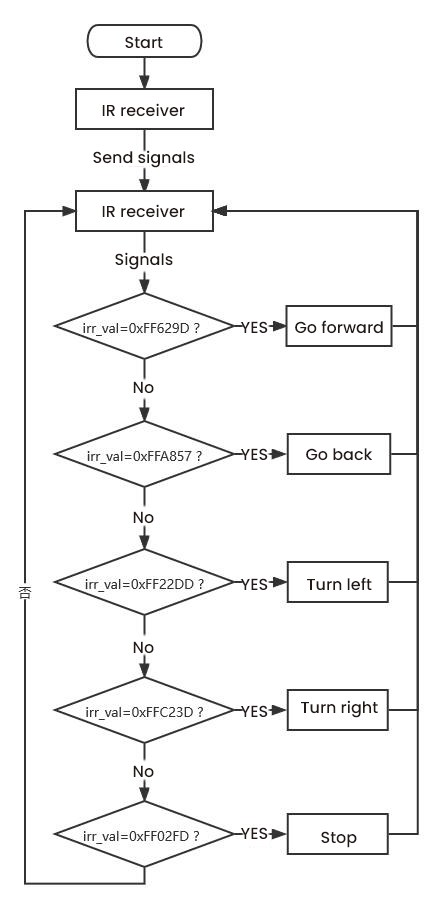 Start
IR receiver
Send signals
IR receiver
Signals
irr_val=0xFF629D ?
YES
Go forward
No
irr_val=0xFFA857 ?
YES
Go back
No
irr_val=0xFF22DD ?
YES
Turn left
否
No
irr_val=0xFFC23D ?
YES
Turn right
No
irr_val=0xFF02FD ?
YES
Stop